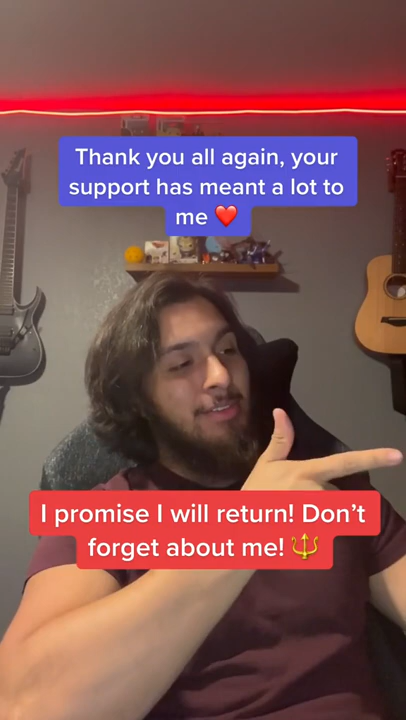 Thank you all again, your
support has meant a lot to
me ❤️
I promise I will return! Don’t
forget about me! 🔱